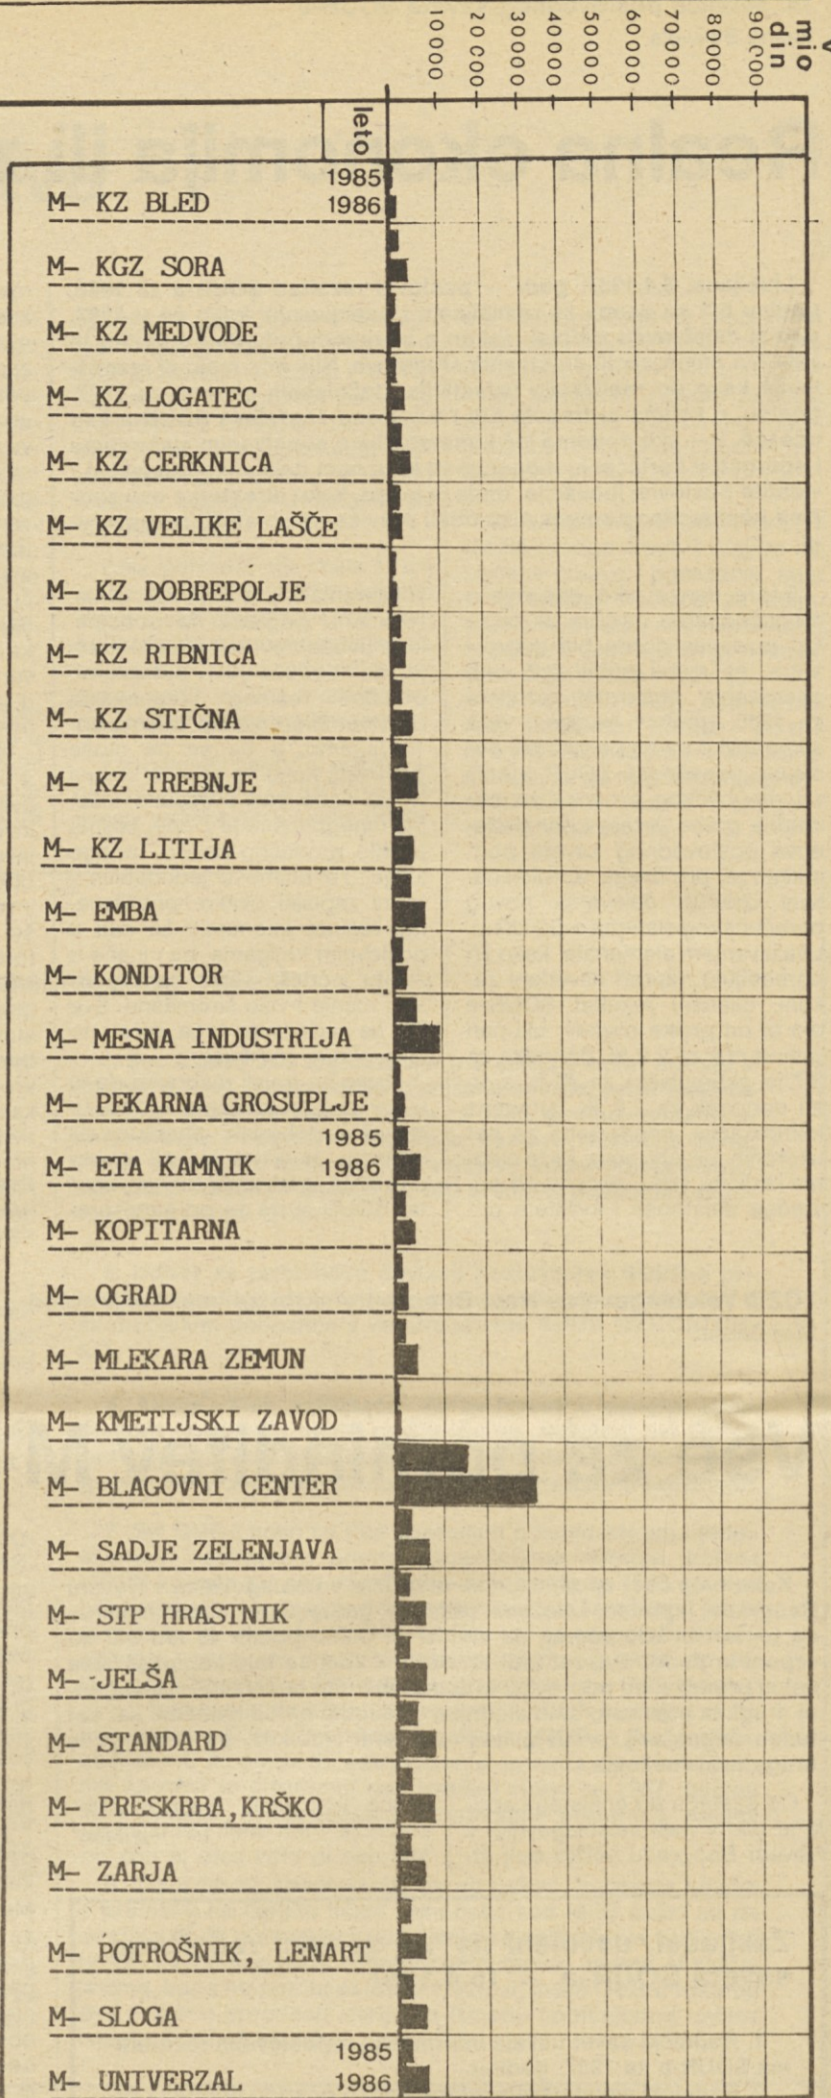 v
mio
din
10000
20000
30000
40000
50000
60000
70000
80000
90000
leto
1985
M- KZ BLED 1986
M- KGZ SORA
M- KZ MEDVODE
M- KZ LOGATEC
M- KZ CERKNICA
M- KZ VELIKE LAŠČE
M- KZ DOBREPOLJE
M- KZ RIBNICA
M- KZ STIČNA
M- KZ TREBNJE
M- KZ LITIJA
M- EMBA
M- KONDITOR
M- MESNA INDUSTRIJA
M- PEKARNA GROSUPLJE
1985
M- ETA KAMNIK 1986
M- KOPITARNA
M- OGRAD
M- MLEKARA ZEMUN
M- KMETIJSKI ZAVOD
M- BLAGOVNI CENTER
M- SADJE ZELENJAVA
M- STP HRASTNIK
M- JELŠA
M- STANDARD
M- PRESKRBA,KRŠKO
M- ZARJA
M- POTROŠNIK, LENART
M- SLOGA
1985
M- UNIVERZAL 1986